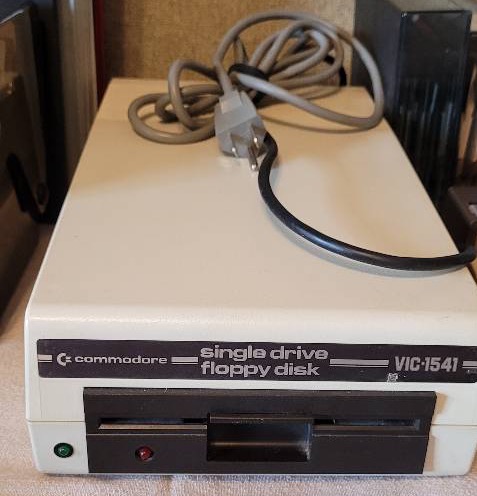 commodore
single drive
floppy disk
VIC-1541